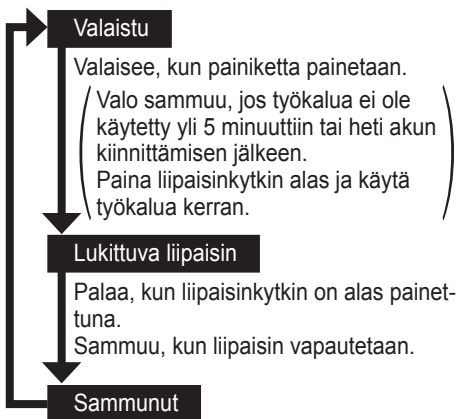 Valaistu
Valaisee, kun painiketta painetaan.
Valo sammuu, jos työkalua ei ole
käytetty yli 5 minuuttiin tai heti akun
kiinnittämisen jälkeen.
Paina liipaisinkytkin alas ja käytä
työkalua kerran.
Lukittuva liipaisin
Palaa, kun liipaisinkytkin on alas painet-
tuna.
Sammuu, kun liipaisin vapautetaan.
Sammunut